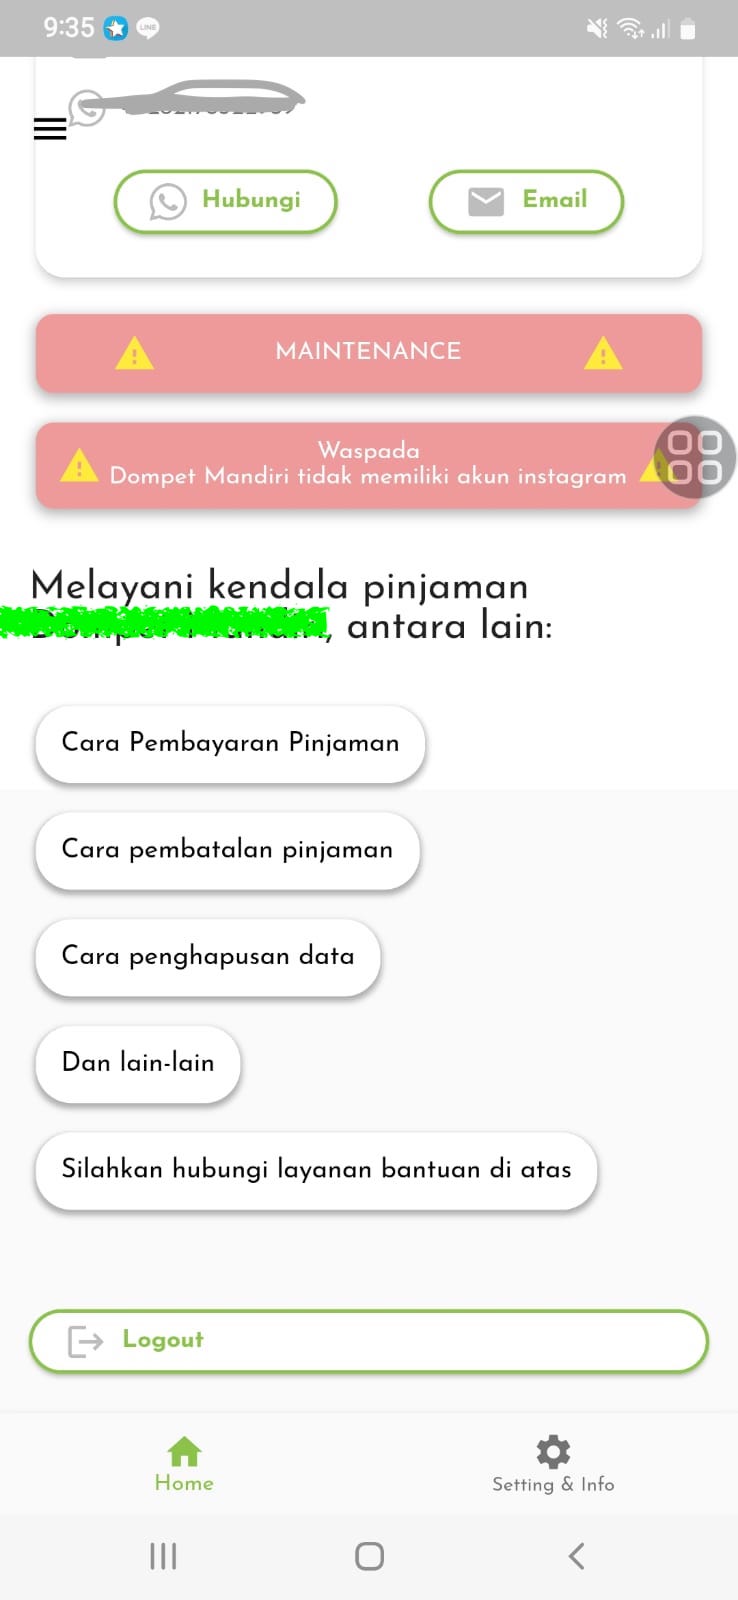 9:35
LINE
Hubungi
Email
MAINTENANCE
Waspada
Dompet Mandiri tidak memiliki akun instagram
Melayani kendala pinjaman
, antara lain:
Cara Pembayaran Pinjaman
Cara pembatalan pinjaman
Cara penghapusan data
Dan lain-lain
Silahkan hubungi layanan bantuan di atas
Logout
Home
Setting & Info